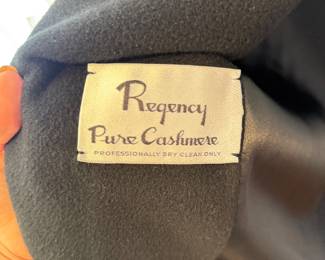 Regency
Pure Cashmere
PROFESSIONALLY DRY CLEAN ONLY